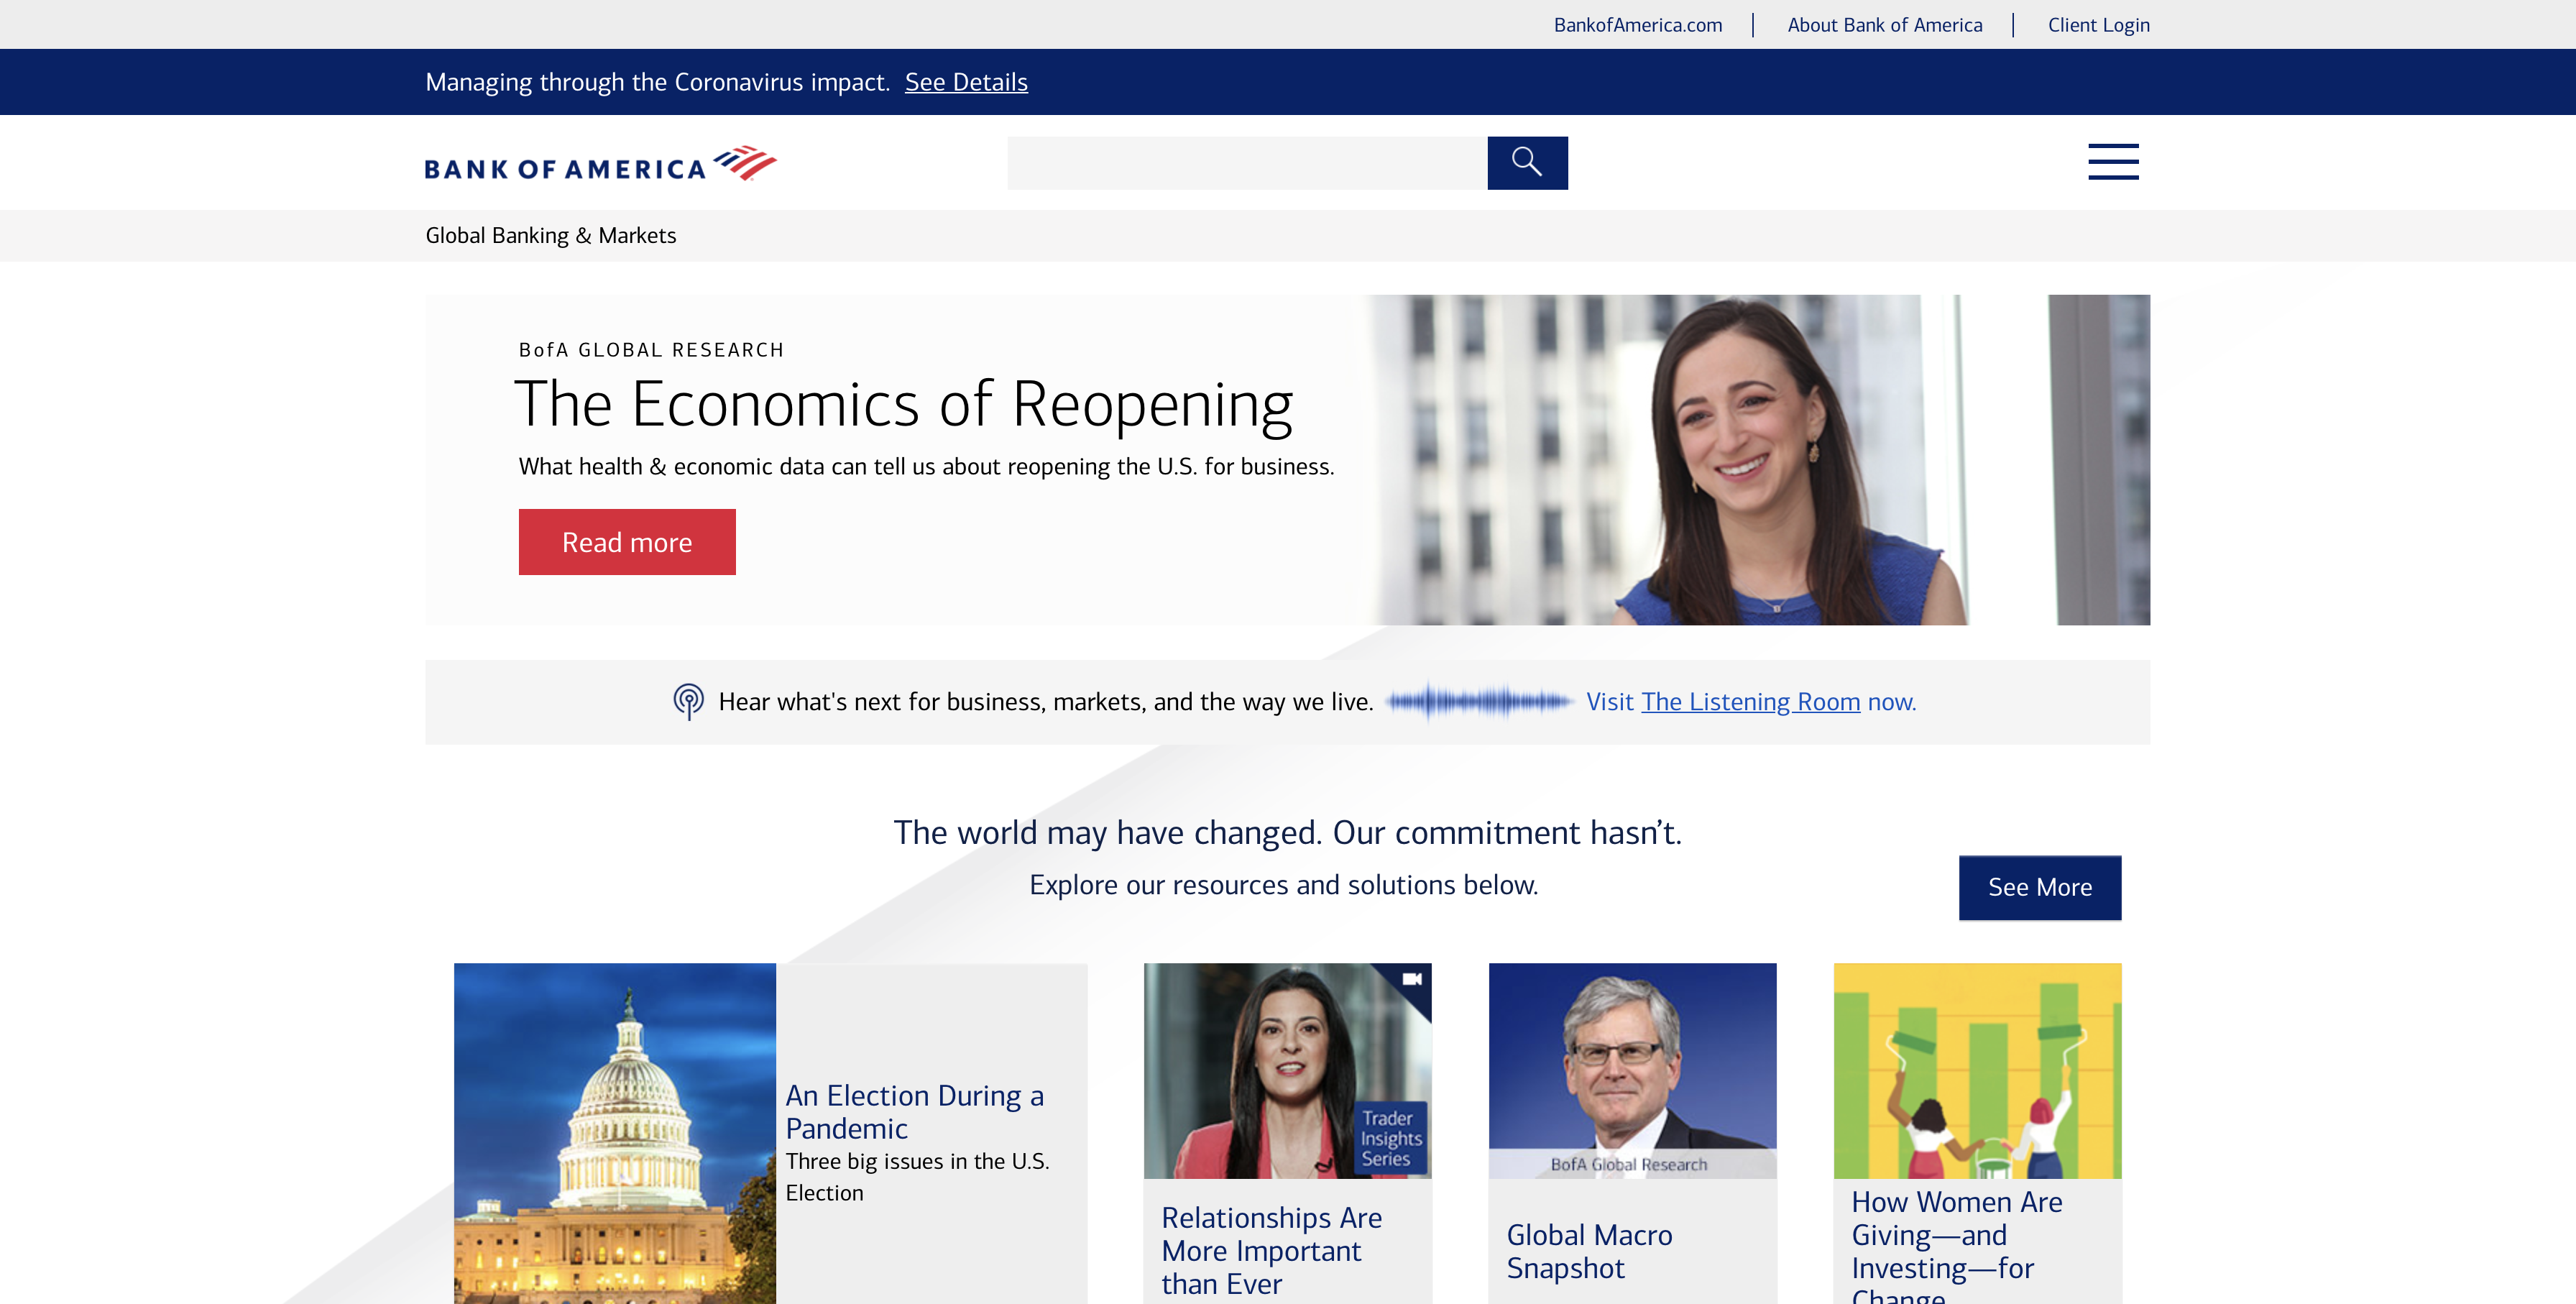 BankofAmerica.com
About Bank of America
Client Login
Managing through the Coronavirus impact. See Details
BANK OF AMERICA
Global Banking & Markets
BofA GLOBAL RESEARCH
The Economics of Reopening
What health & economic data can tell us about reopening the U.S. for business.
Read more
Hear what's next for business, markets, and the way we live. Visit The Listening Room now.
The world may have changed. Our commitment hasn’t.
Explore our resources and solutions below.
See More
An Election During a
Pandemic
Three big issues in the U.S.
Election
Trader
Insights
Series
Relationships Are
More Important
than Ever
BofA Global Research
Global Macro
Snapshot
How Women Are
Giving—and
Investing—for
Change